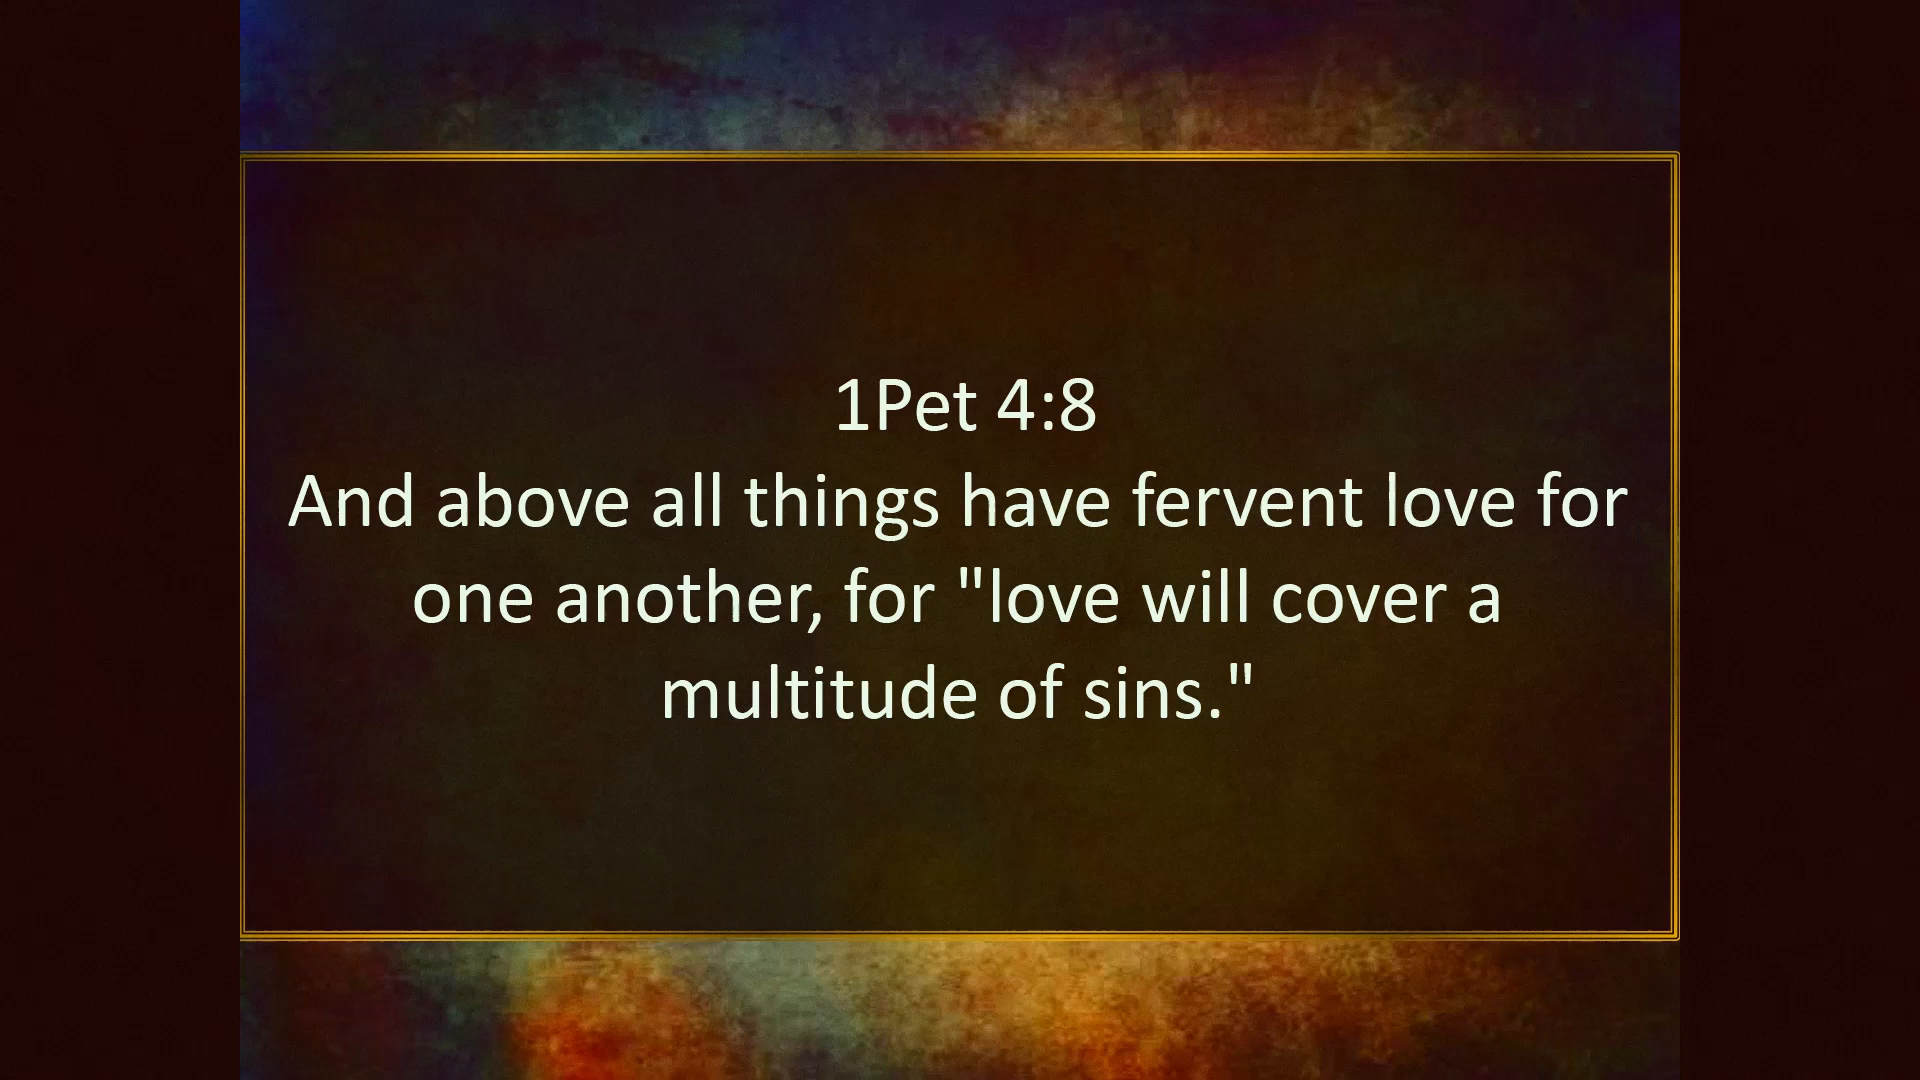 1Pet 4:8
And above all things have fervent love for
one another, for "love will cover a
multitude of sins."